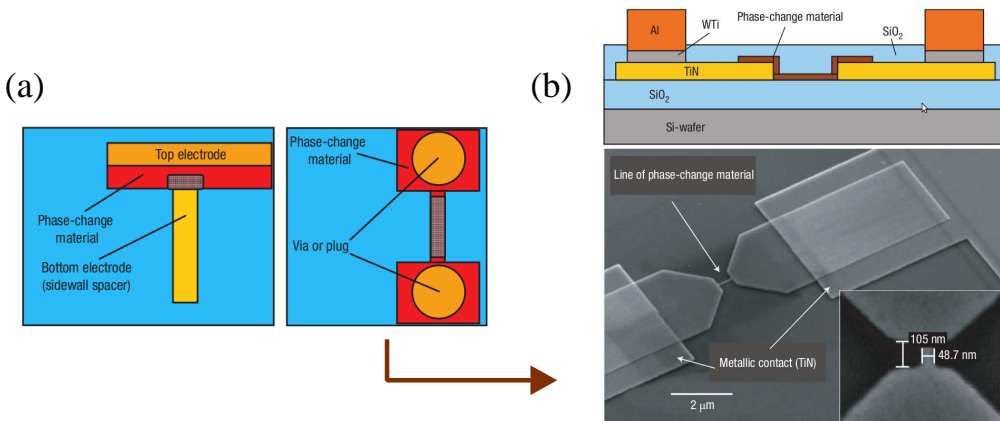 (a)
Top electrode
Phase-change
material
Bottom electrode
(sidewall spacer)
Phase-change
material
Via or plug
(b)
Phase-change material
Al
WTi
SiO2
TiN
SiO2
Si-wafer
Line of phase-change material
Metallic contact (TiN)
2 μm
105 nm
48.7 nm